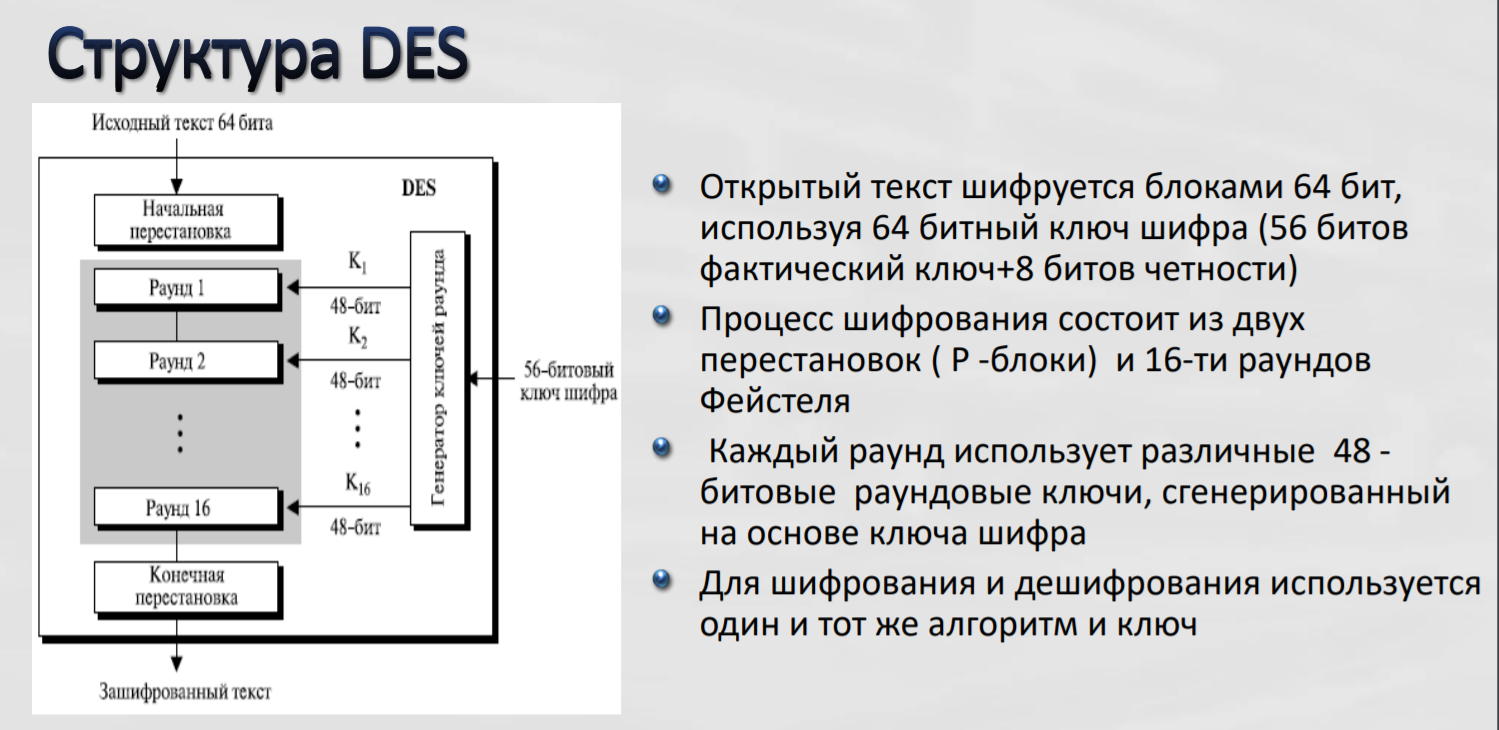 Структура DES
Исходный текст 64 бита
DES
Начальная
перестановка
K1
Раунд 1
48-бит
K2
Раунд 2
48-бит
Генератор ключей раунда
56-битовый
ключ шифра
K16
Раунд 16
48-бит
Конечная
перестановка
Зашифрованный текст
Открытый текст шифруется блоками 64 бит,
используя 64 битный ключ шифра (56 битов
фактический ключ+8 битов четности)
Процесс шифрования состоит из двух
перестановок ( P -блоки) и 16-ти раундов
Фейстеля
Каждый раунд использует различные 48 -
битовые раундовые ключи, сгенерированный
на основе ключа шифра
Для шифрования и дешифрования используется
один и тот же алгоритм и ключ